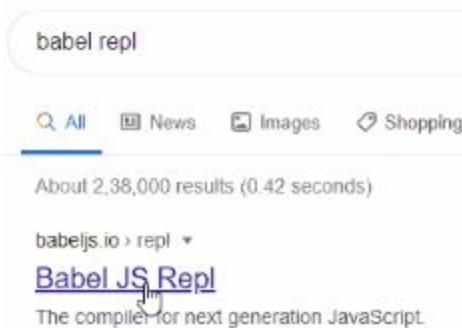 babel repl
All News Images Shopping
About 2,38,000 results (0.42 seconds)
babeljs.io › repl
Babel JS Repl
The compiler for next generation JavaScript.